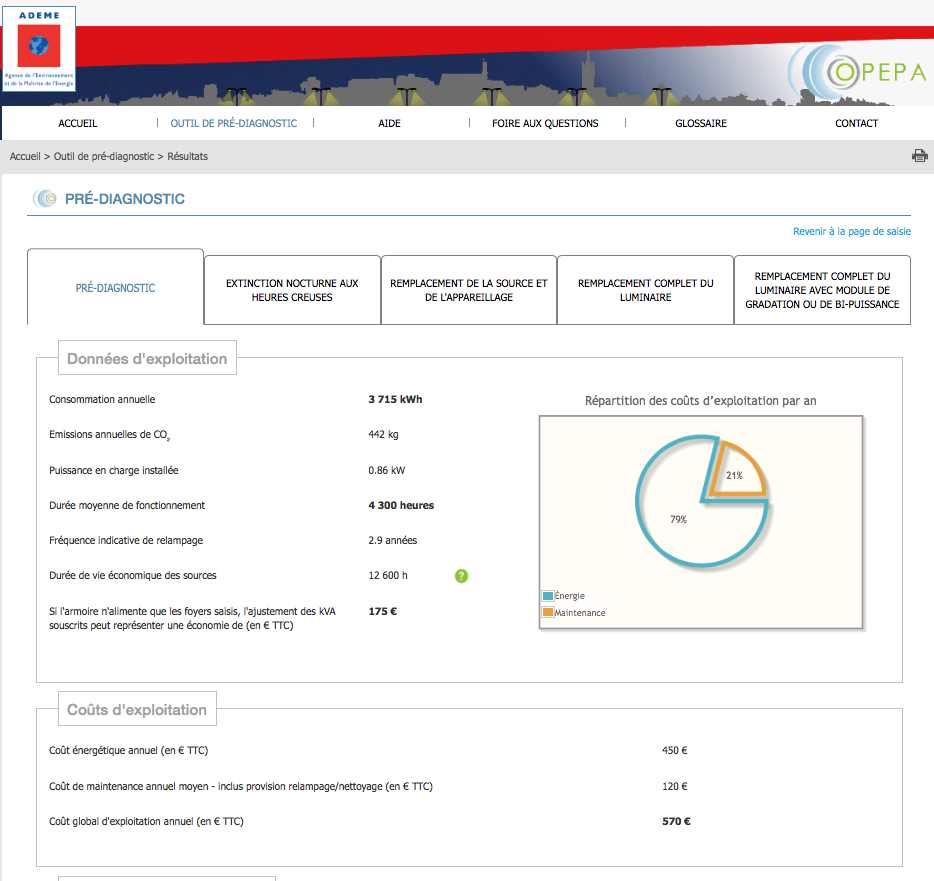 ADEME
Agence de l'Environnement
et de la Maîtrise de l'Energie
OPEPA
ACCUEIL
OUTIL DE PRÉ-DIAGNOSTIC
AIDE
FOIRE AUX QUESTIONS
GLOSSAIRE
CONTACT
Accueil > Outil de pré-diagnostic > Résultats
PRÉ-DIAGNOSTIC
Revenir à la page de saisie
PRÉ-DIAGNOSTIC
EXTINCTION NOCTURNE AUX
HEURES CREUSES
REMPLACEMENT DE LA SOURCE ET
DE L'APPAREILLAGE
REMPLACEMENT COMPLET DU
LUMINAIRE
REMPLACEMENT COMPLET DU
LUMINAIRE AVEC MODULE DE
GRADATION OU DE BI-PUISSANCE
Données d'exploitation
Consommation annuelle 3 715 kWh
Emissions annuelles de CO₂ 442 kg
Puissance en charge installée 0.86 kW
Durée moyenne de fonctionnement 4 300 heures
Fréquence indicative de relampage 2.9 années
Durée de vie économique des sources 12 600 h ?
Si l'armoire n'alimente que les foyers saisis, l'ajustement des kVA 175 €
souscrits peut représenter une économie de (en € TTC)
Répartition des coûts d'exploitation par an
21%
79%
Énergie
Maintenance
Coûts d'exploitation
Coût énergétique annuel (en € TTC) 450 €
Coût de maintenance annuel moyen - inclus provision relampage/nettoyage (en € TTC) 120 €
Coût global d'exploitation annuel (en € TTC) 570 €